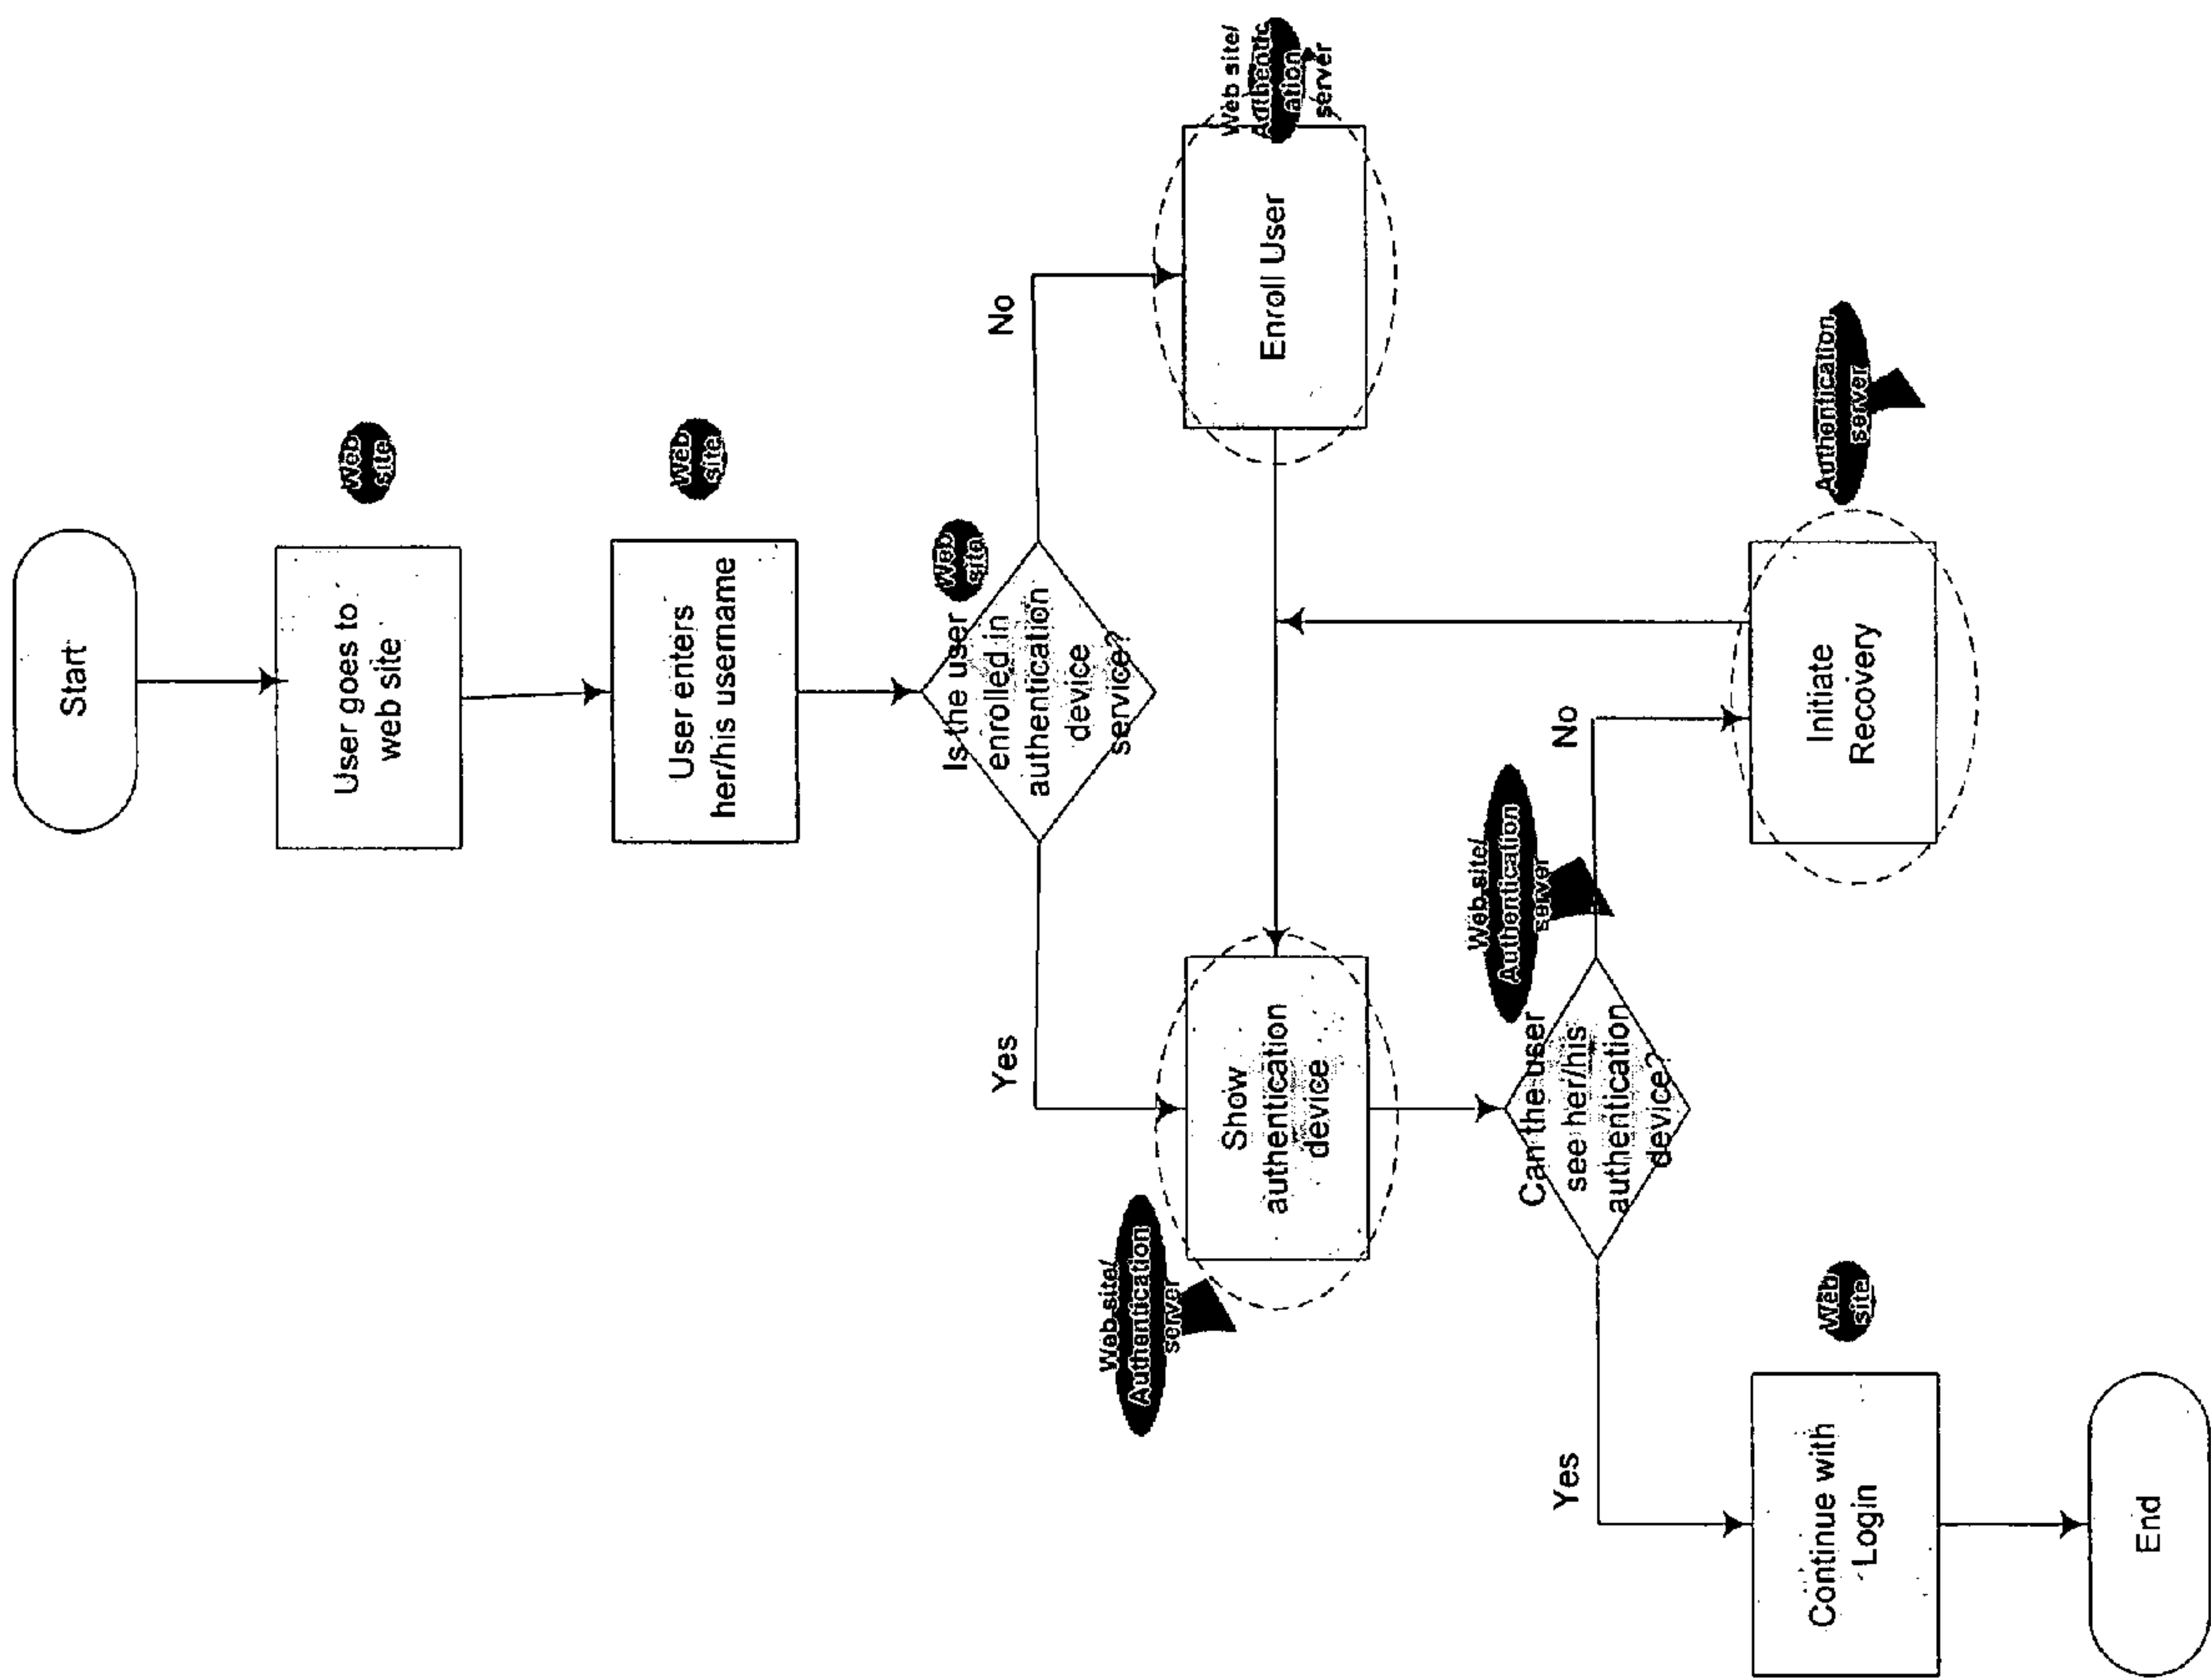 Start
User goes to
web site
Web
site
User enters
her/his username
Web
site
Is the user
enrolled in
authentication
device
service?
Web
site
Yes
No
Enroll User
Web site/
Authentic
ation
server
Show
authentication
device
Web site/
Authentication
server
Can the user
see her/his
authentication
device?
Web site/
Authentication
server
Yes
No
Initiate
Recovery
Authentication
server
Continue with
Login
Web
site
End